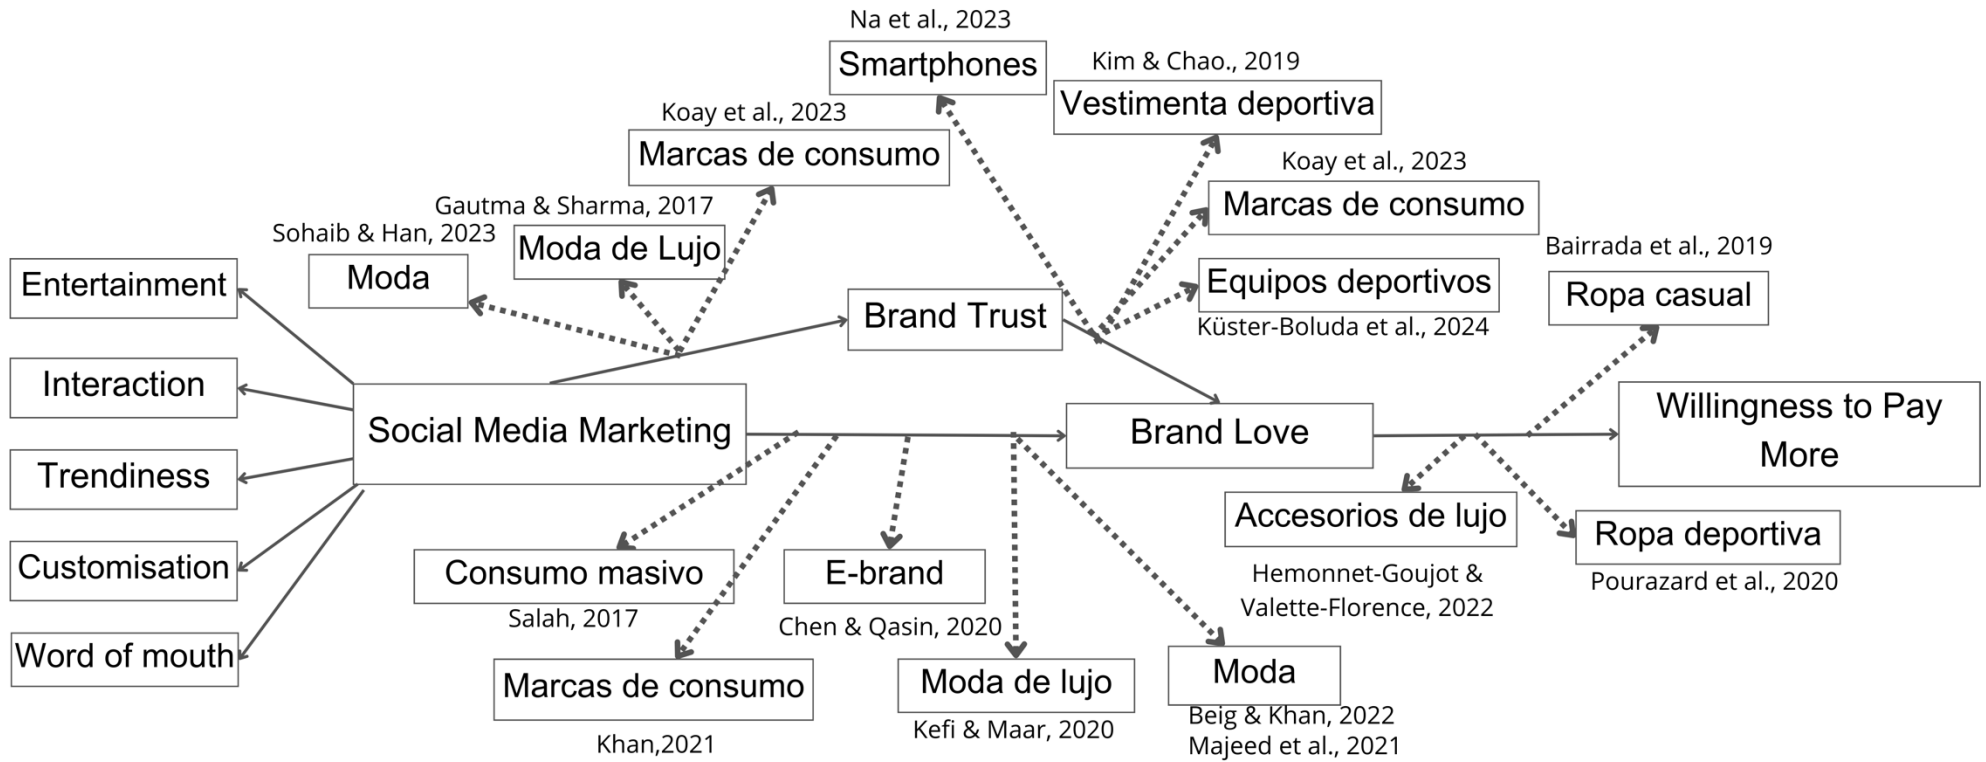 Na et al., 2023
Smartphones
Kim & Chao., 2019
Vestimenta deportiva
Koay et al., 2023
Marcas de consumo
Koay et al., 2023
Marcas de consumo
Gautma & Sharma, 2017
Moda de Lujo
Sohaib & Han, 2023
Moda
Equipos deportivos
Küster-Boluda et al., 2024
Bairrada et al., 2019
Ropa casual
Entertainment
Interaction
Trendiness
Customisation
Word of mouth
Social Media Marketing
Brand Trust
Brand Love
Willingness to Pay
More
Consumo masivo
Salah, 2017
Marcas de consumo
Khan,2021
E-brand
Chen & Qasin, 2020
Moda de lujo
Kefi & Maar, 2020
Moda
Beig & Khan, 2022
Majeed et al., 2021
Accesorios de lujo
Hemonnet-Goujot &
Valette-Florence, 2022
Ropa deportiva
Pourazard et al., 2020